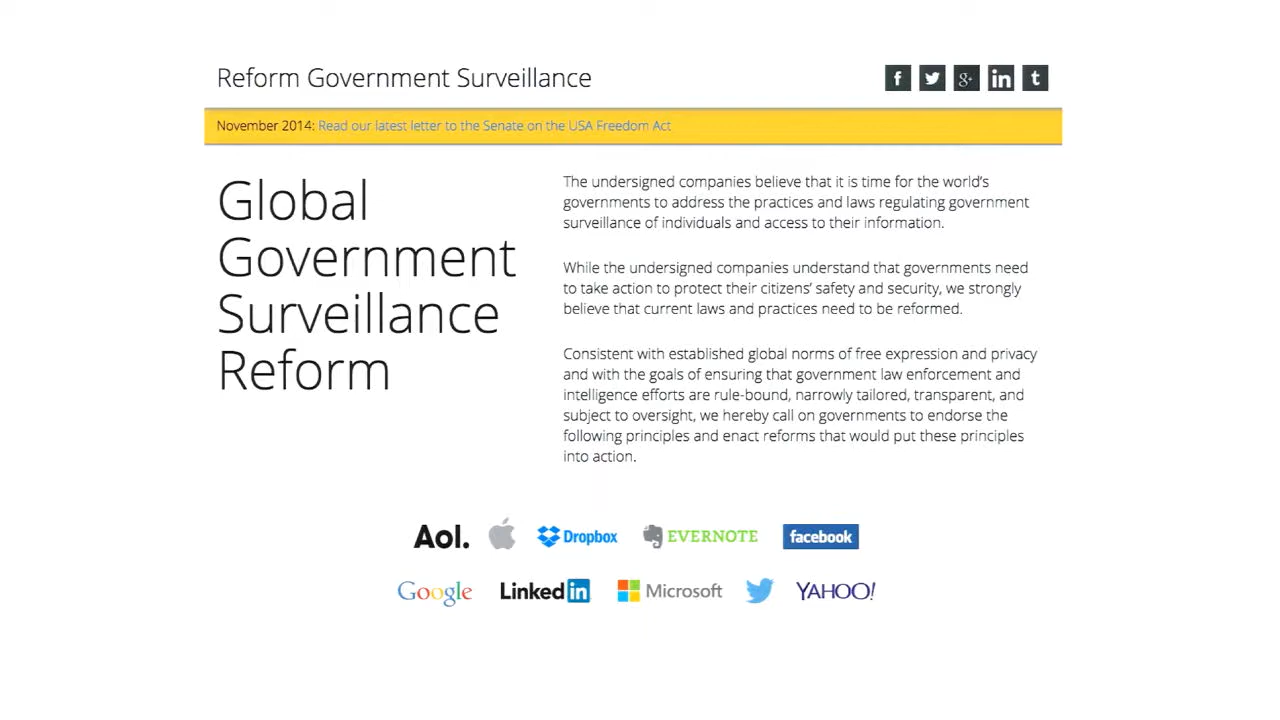 Reform Government Surveillance
f g+ in t
November 2014: Read our latest letter to the Senate on the USA Freedom Act
Global
Government
Surveillance
Reform
The undersigned companies believe that it is time for the world’s
governments to address the practices and laws regulating government
surveillance of individuals and access to their information.
While the undersigned companies understand that governments need
to take action to protect their citizens’ safety and security, we strongly
believe that current laws and practices need to be reformed.
Consistent with established global norms of free expression and privacy
and with the goals of ensuring that government law enforcement and
intelligence efforts are rule-bound, narrowly tailored, transparent, and
subject to oversight, we hereby call on governments to endorse the
following principles and enact reforms that would put these principles
into action.
Aol. Dropbox EVERNOTE facebook
Google Linked in Microsoft YAHOO!